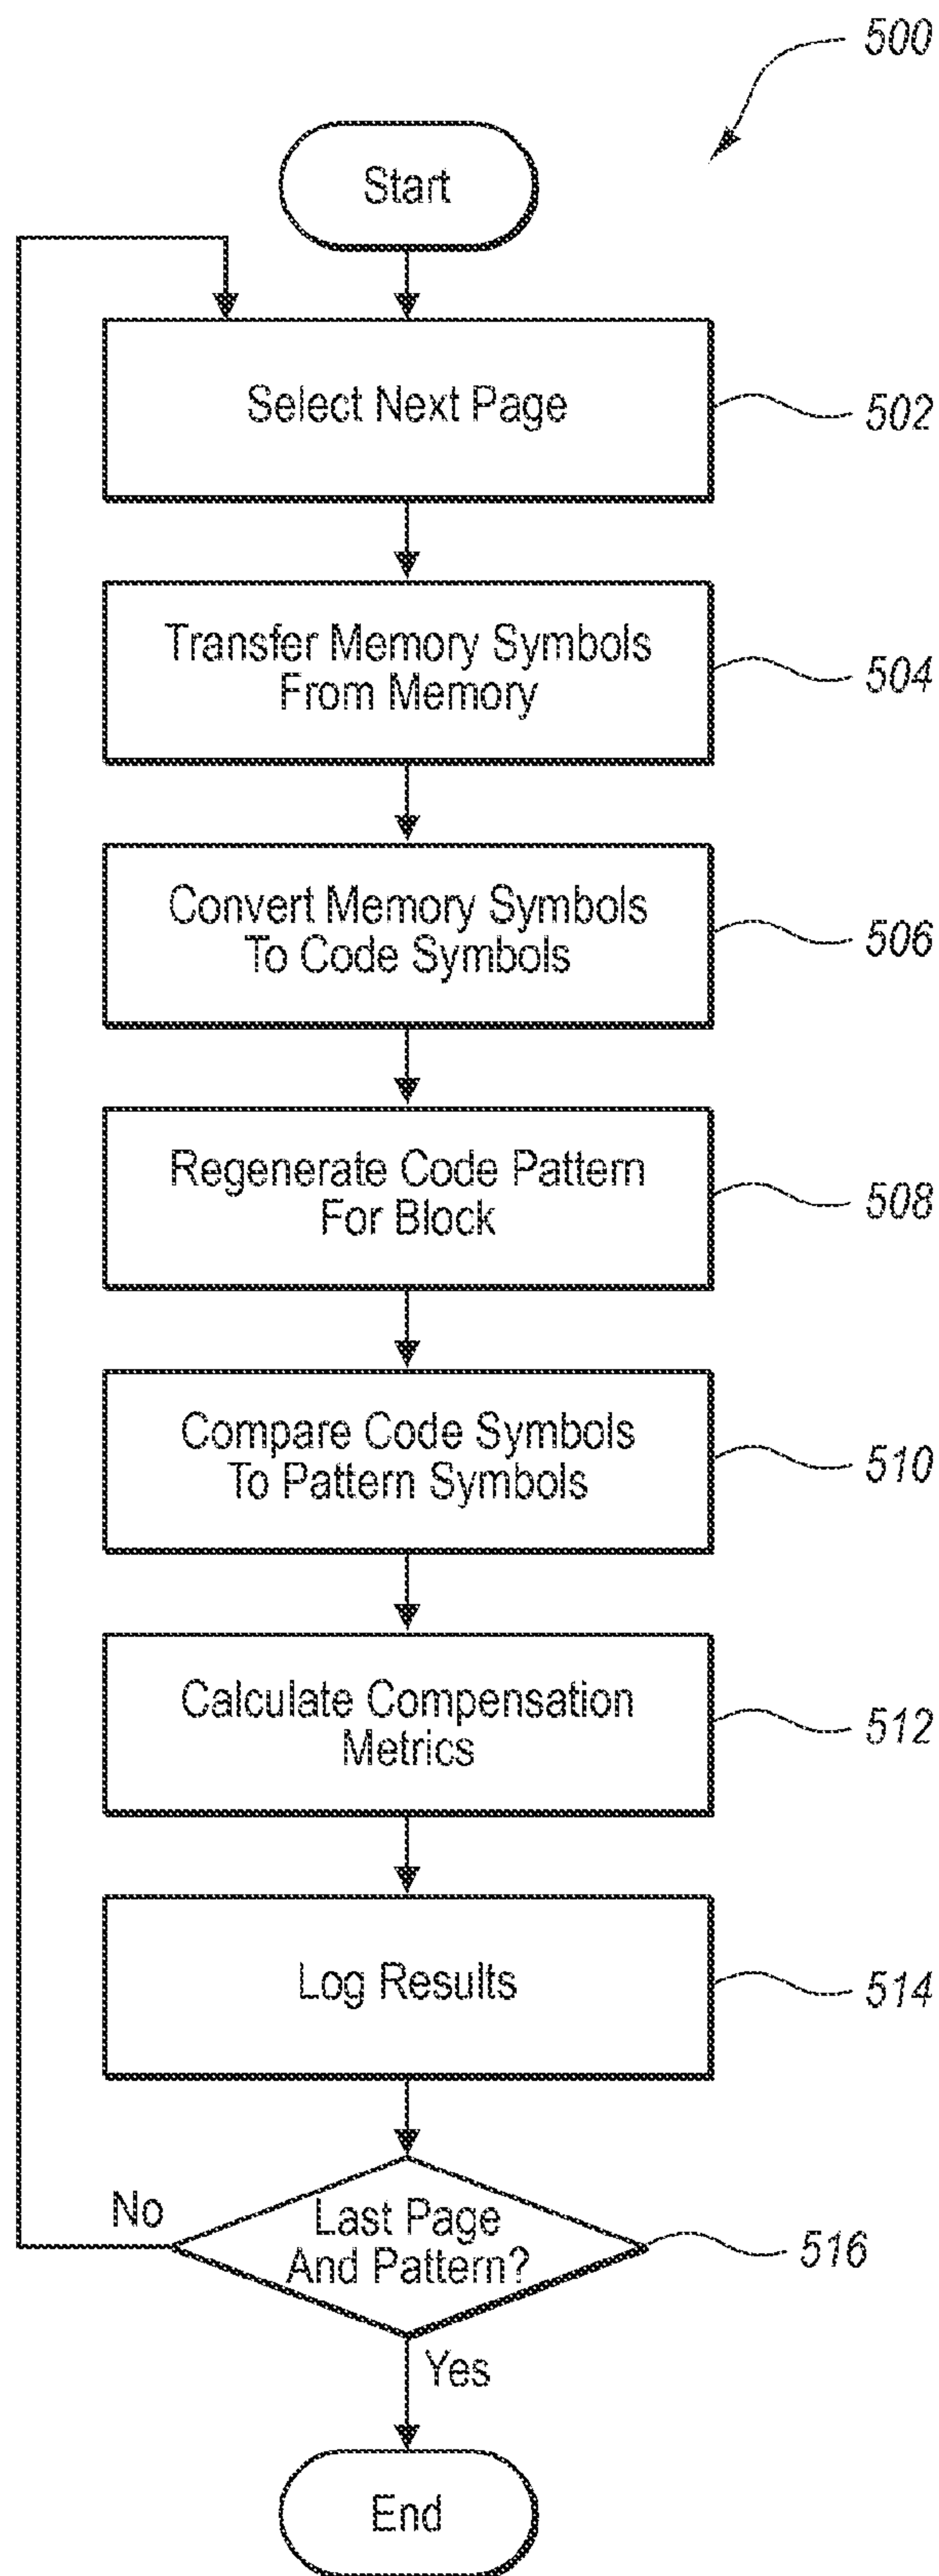 500
Start
Select Next Page
502
Transfer Memory Symbols
From Memory
504
Convert Memory Symbols
To Code Symbols
506
Regenerate Code Pattern
For Block
508
Compare Code Symbols
To Pattern Symbols
510
Calculate Compensation
Metrics
512
Log Results
514
No
Last Page
And Pattern?
516
Yes
End